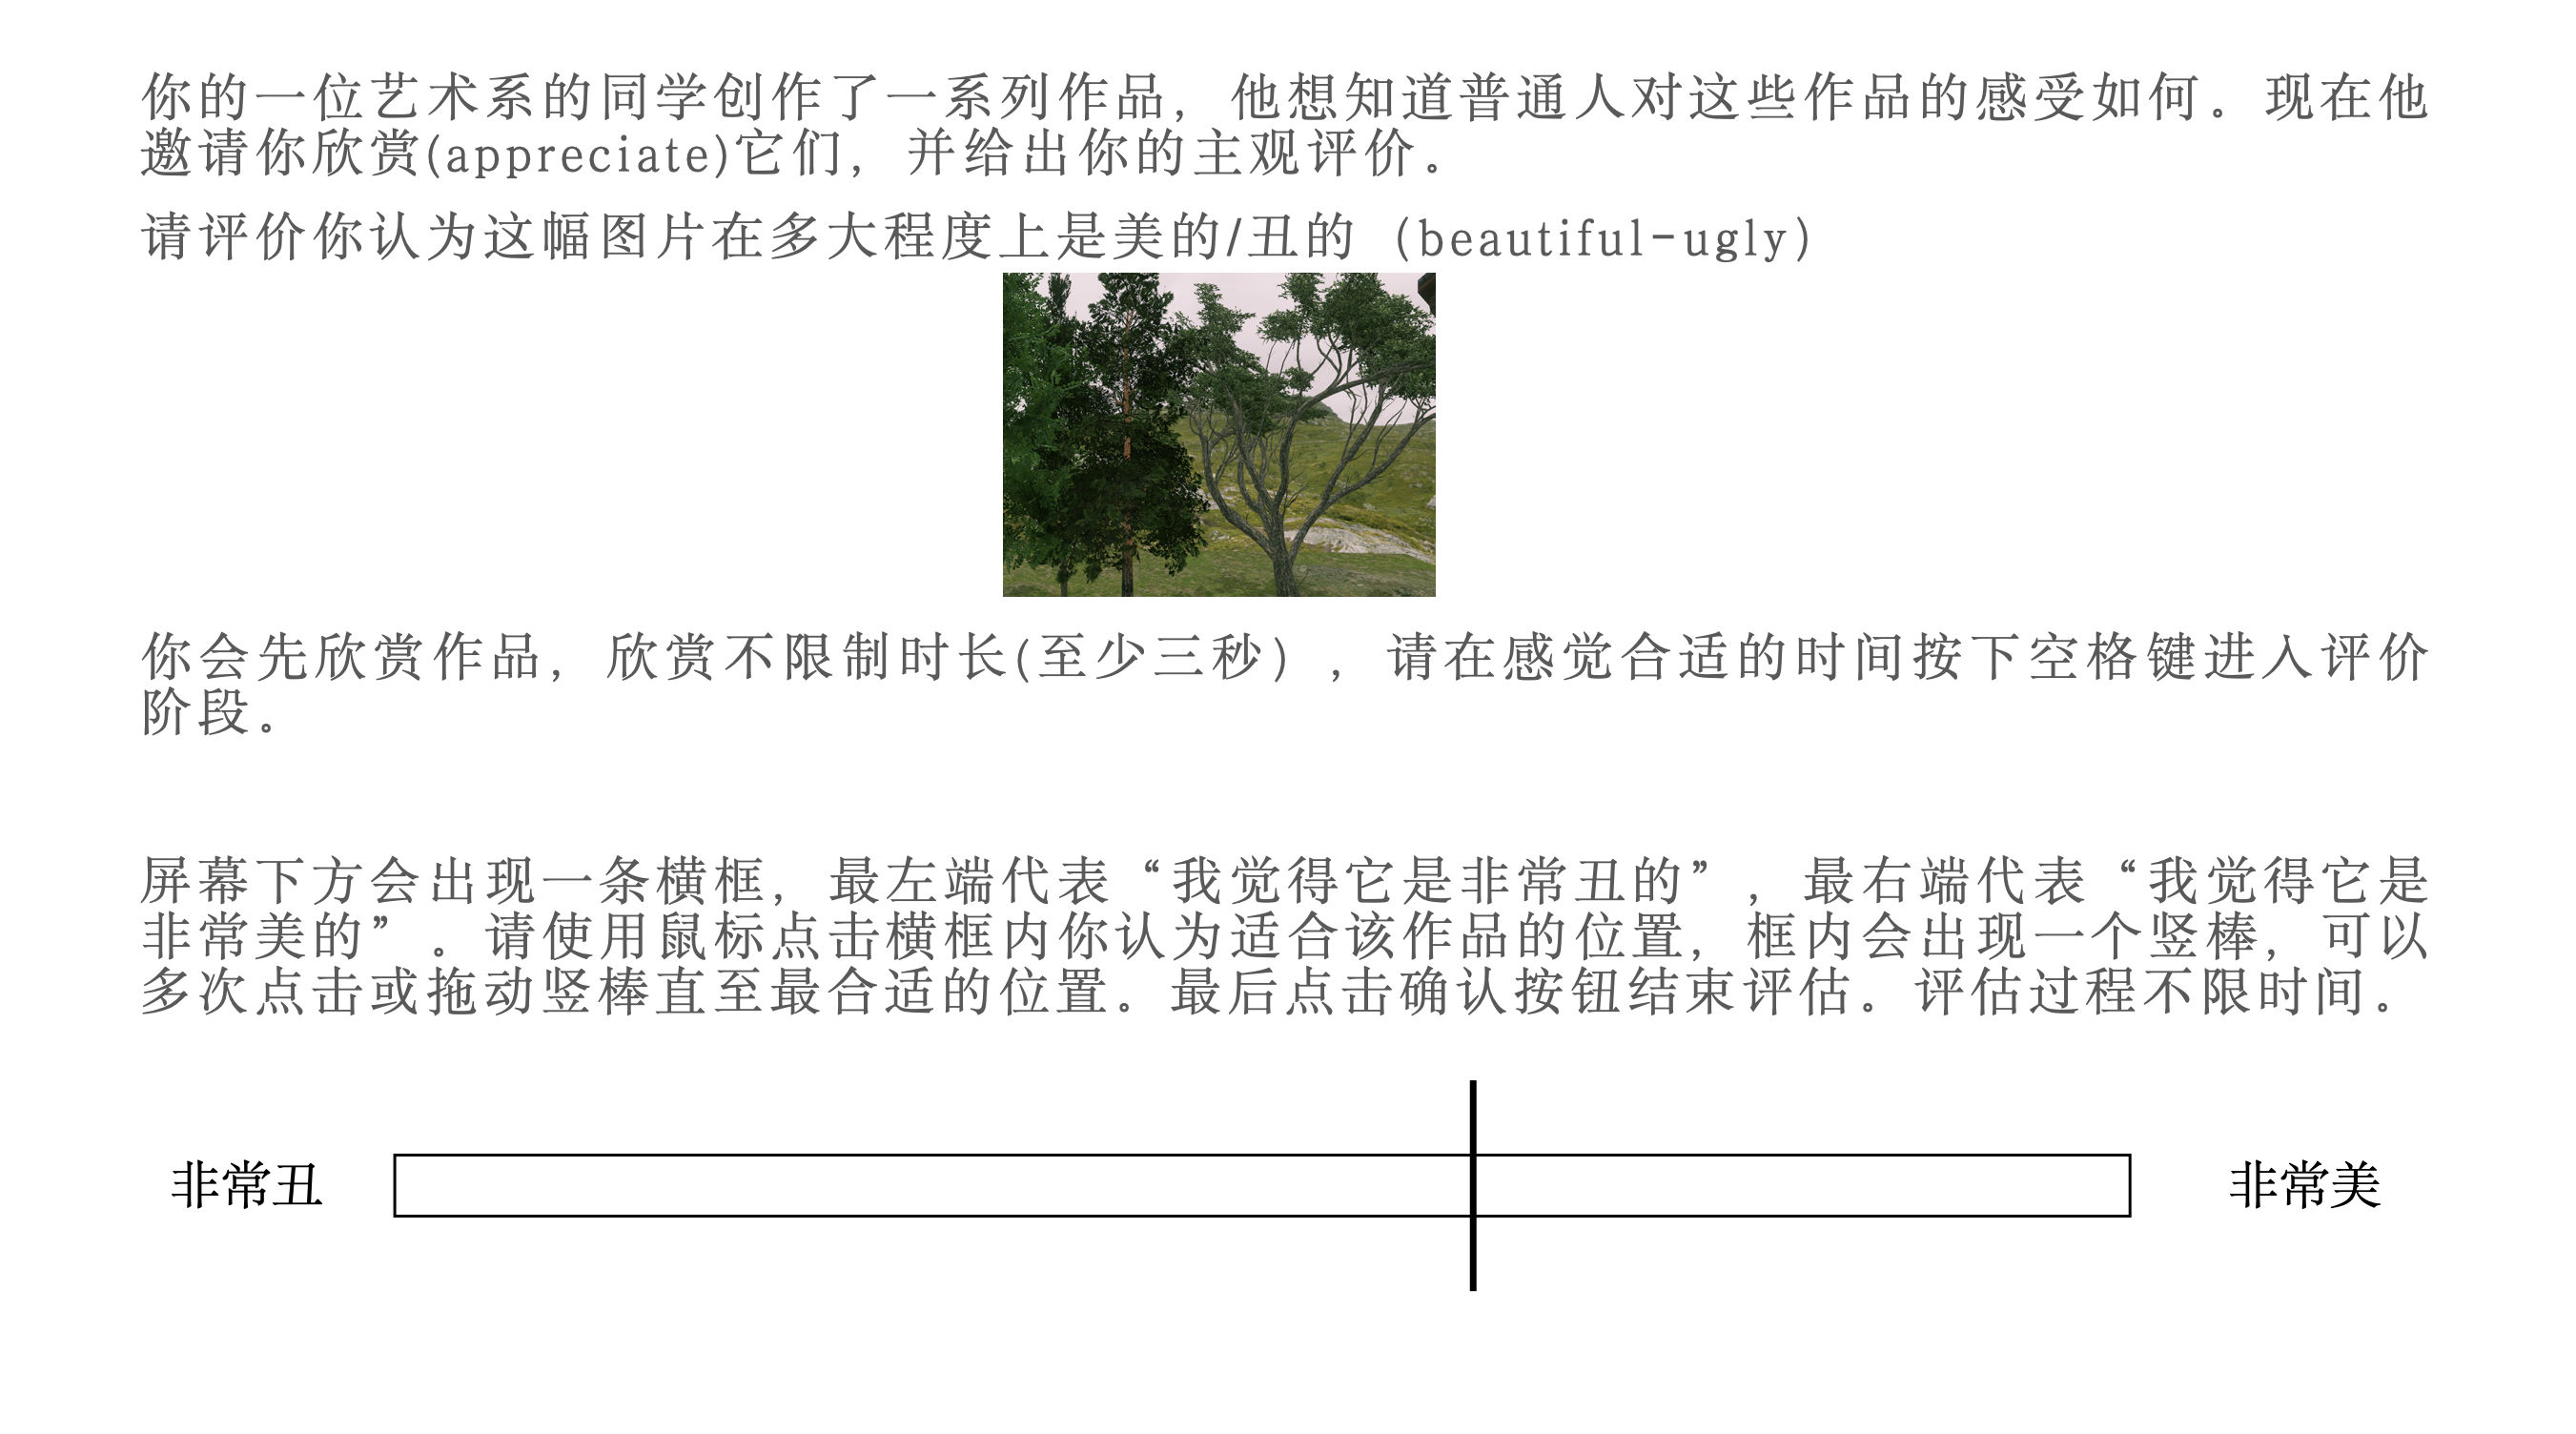 你的一位艺术系的同学创作了一系列作品，他想知道普通人对这些作品的感受如何。现在他
邀请你欣赏(appreciate)它们，并给出你的主观评价。
请评价你认为这幅图片在多大程度上是美的/丑的（beautiful-ugly）
你会先欣赏作品，欣赏不限制时长(至少三秒），请在感觉合适的时间按下空格键进入评价
阶段。
屏幕下方会出现一条横框，最左端代表“我觉得它是非常丑的”，最右端代表“我觉得它是
非常美的”。请使用鼠标点击横框内你认为适合该作品的位置，框内会出现一个竖棒，可以
多次点击或拖动竖棒直至最合适的位置。最后点击确认按钮结束评估。评估过程不限时间。
非常丑
非常美